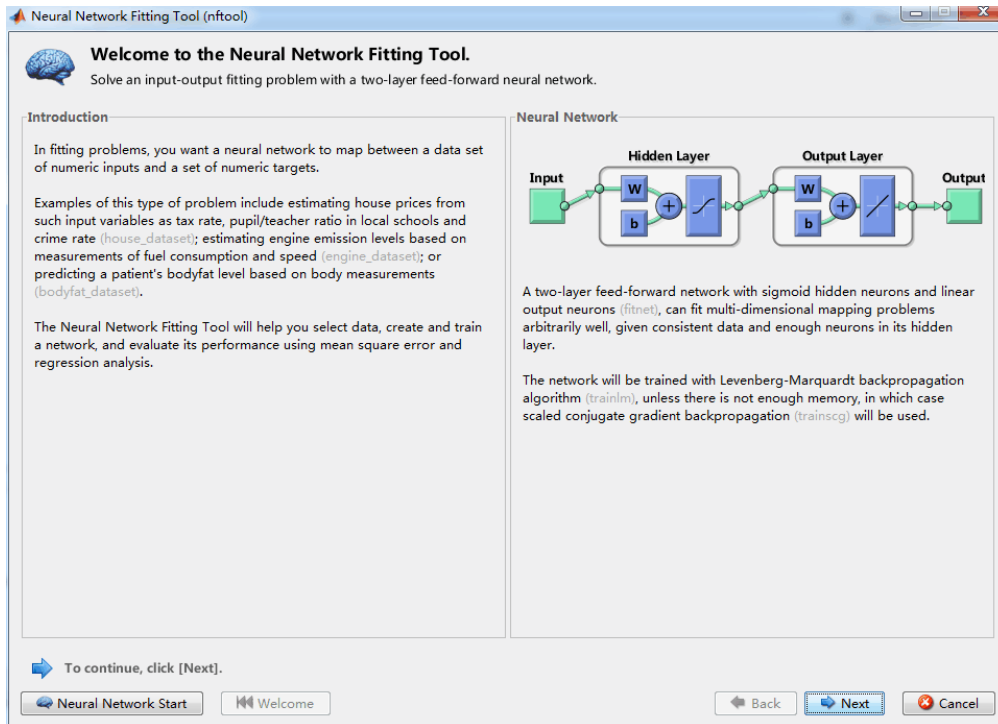 Neural Network Fitting Tool (nftool)
Welcome to the Neural Network Fitting Tool.
Solve an input-output fitting problem with a two-layer feed-forward neural network.
Introduction
In fitting problems, you want a neural network to map between a data set
of numeric inputs and a set of numeric targets.
Examples of this type of problem include estimating house prices from
such input variables as tax rate, pupil/teacher ratio in local schools and
crime rate (house_dataset); estimating engine emission levels based on
measurements of fuel consumption and speed (engine_dataset); or
predicting a patient's bodyfat level based on body measurements
(bodyfat_dataset).
The Neural Network Fitting Tool will help you select data, create and train
a network, and evaluate its performance using mean square error and
regression analysis.
Neural Network
Hidden Layer
Output Layer
Input
Output
W
b
W
b
A two-layer feed-forward network with sigmoid hidden neurons and linear
output neurons (fitnet), can fit multi-dimensional mapping problems
arbitrarily well, given consistent data and enough neurons in its hidden
layer.
The network will be trained with Levenberg-Marquardt backpropagation
algorithm (trainlm), unless there is not enough memory, in which case
scaled conjugate gradient backpropagation (trainscg) will be used.
To continue, click [Next].
Neural Network Start
Welcome
Back
Next
Cancel